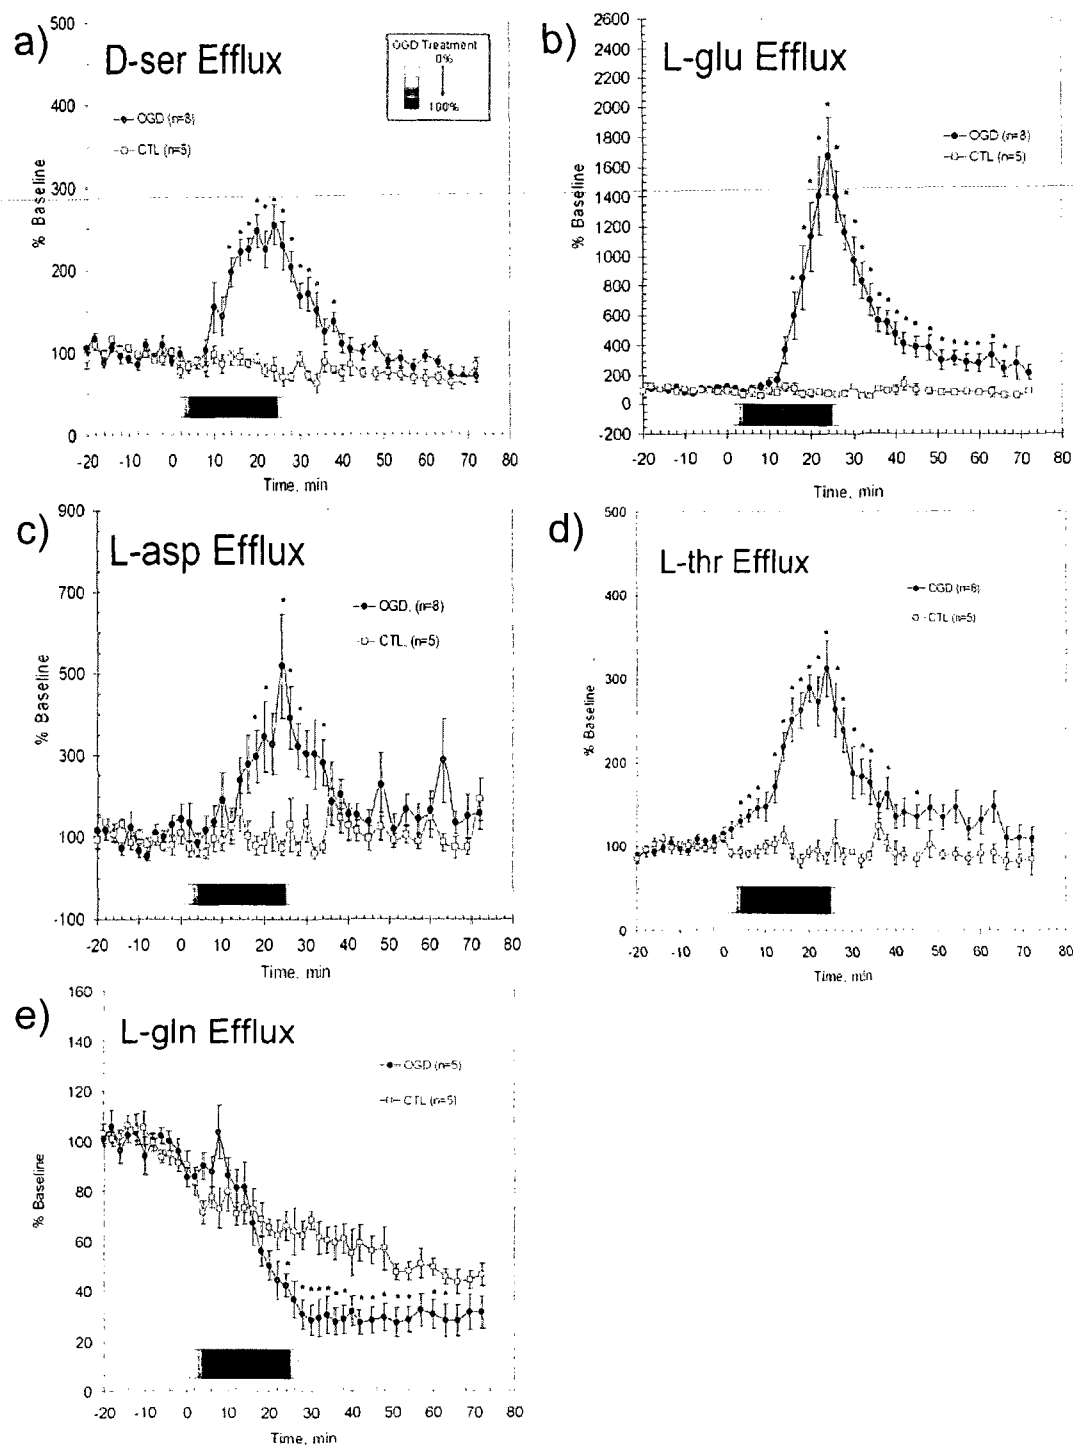 a)
D-ser Efflux
OGD Treatment
0%
100%
OGD (n=8)
CTL (n=5)
% Baseline
500
400
300
200
100
0
-20 -10 0 10 20 30 40 50 60 70 80
Time, min
b)
L-glu Efflux
OGD (n=8)
CTL (n=5)
% Baseline
2600
2400
2200
2000
1800
1600
1400
1200
1000
800
600
400
200
0
-200
-20 -10 0 10 20 30 40 50 60 70 80
Time, min
c)
L-asp Efflux
OGD, (n=8)
CTL, (n=5)
% Baseline
900
700
500
300
100
-100
-20 -10 0 10 20 30 40 50 60 70 80
Time, min
d)
L-thr Efflux
OGD (n=8)
CTL (n=5)
% Baseline
500
400
300
200
100
0
-20 -10 0 10 20 30 40 50 60 70 80
Time, min
e)
L-gln Efflux
OGD (n=5)
CTL (n=5)
% Baseline
160
140
120
100
80
60
40
20
0
-20 -10 0 10 20 30 40 50 60 70 80
Time, min